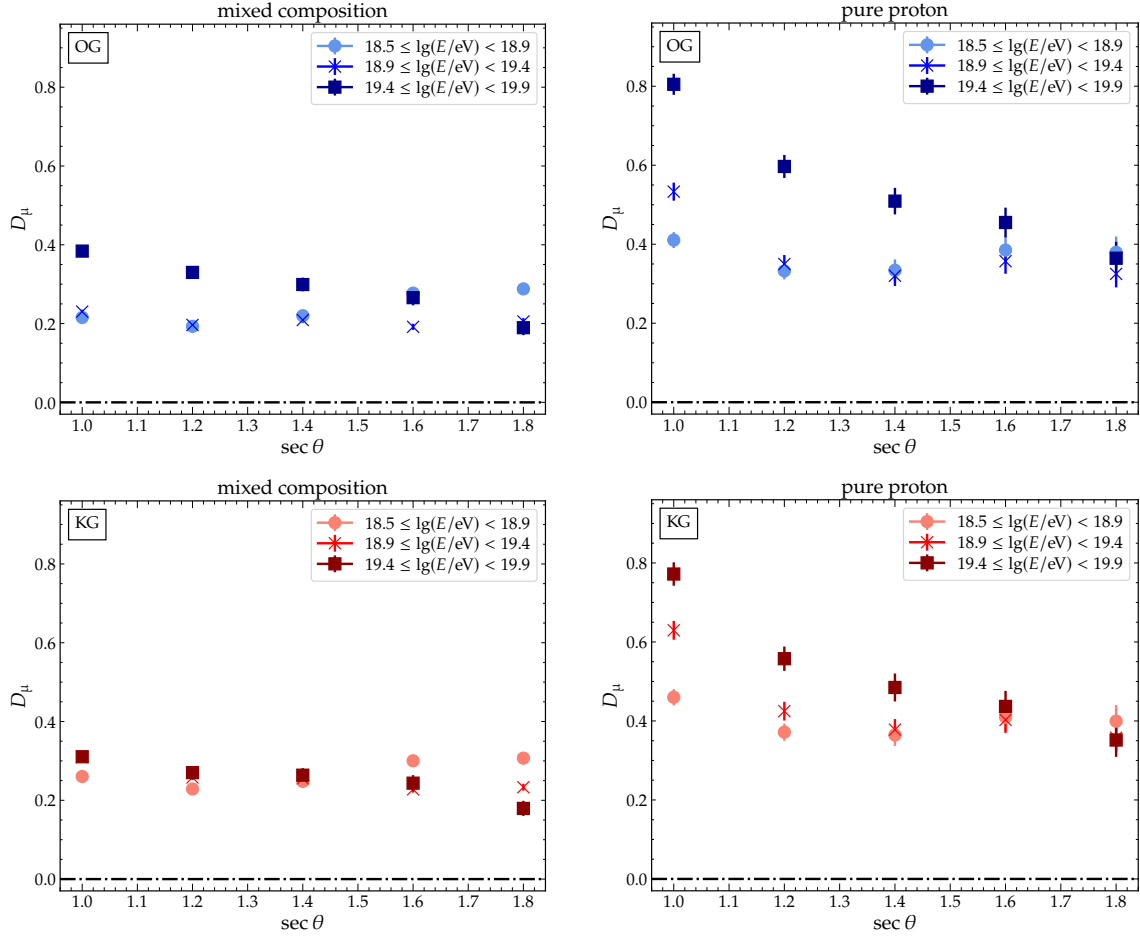 mixed composition
OG
18.5 ≤ lg(E/eV) < 18.9
18.9 ≤ lg(E/eV) < 19.4
19.4 ≤ lg(E/eV) < 19.9
0.8
0.6
0.4
0.2
0.0
D_μ
1.0 1.1 1.2 1.3 1.4 1.5 1.6 1.7 1.8
sec θ
pure proton
OG
18.5 ≤ lg(E/eV) < 18.9
18.9 ≤ lg(E/eV) < 19.4
19.4 ≤ lg(E/eV) < 19.9
0.8
0.6
0.4
0.2
0.0
D_μ
1.0 1.1 1.2 1.3 1.4 1.5 1.6 1.7 1.8
sec θ
mixed composition
KG
18.5 ≤ lg(E/eV) < 18.9
18.9 ≤ lg(E/eV) < 19.4
19.4 ≤ lg(E/eV) < 19.9
0.8
0.6
0.4
0.2
0.0
D_μ
1.0 1.1 1.2 1.3 1.4 1.5 1.6 1.7 1.8
sec θ
pure proton
KG
18.5 ≤ lg(E/eV) < 18.9
18.9 ≤ lg(E/eV) < 19.4
19.4 ≤ lg(E/eV) < 19.9
0.8
0.6
0.4
0.2
0.0
D_μ
1.0 1.1 1.2 1.3 1.4 1.5 1.6 1.7 1.8
sec θ